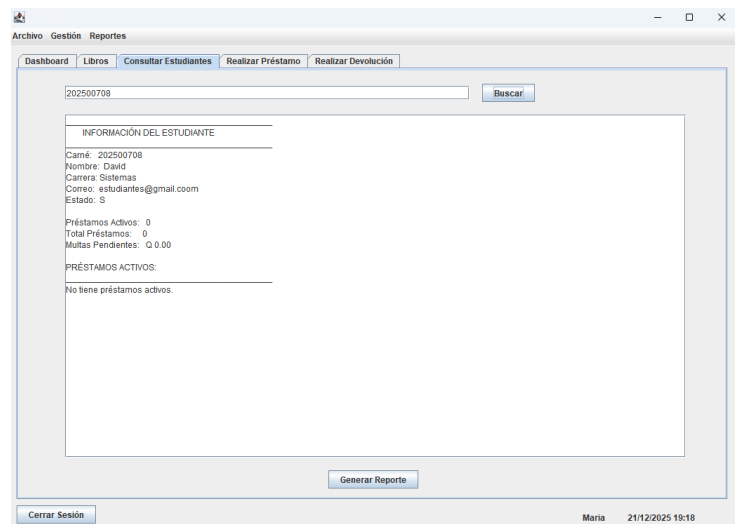 Archivo Gestión Reportes
Dashboard Libros Consultar Estudiantes Realizar Préstamo Realizar Devolución
202500708 Buscar
INFORMACIÓN DEL ESTUDIANTE
Carné: 202500708
Nombre: David
Carrera: Sistemas
Correo: estudiantes@gmail.coom
Estado: S
Préstamos Activos: 0
Total Préstamos: 0
Multas Pendientes: Q 0.00
PRÉSTAMOS ACTIVOS:
No tiene préstamos activos.
Generar Reporte
Cerrar Sesión Maria 21/12/2025 19:18